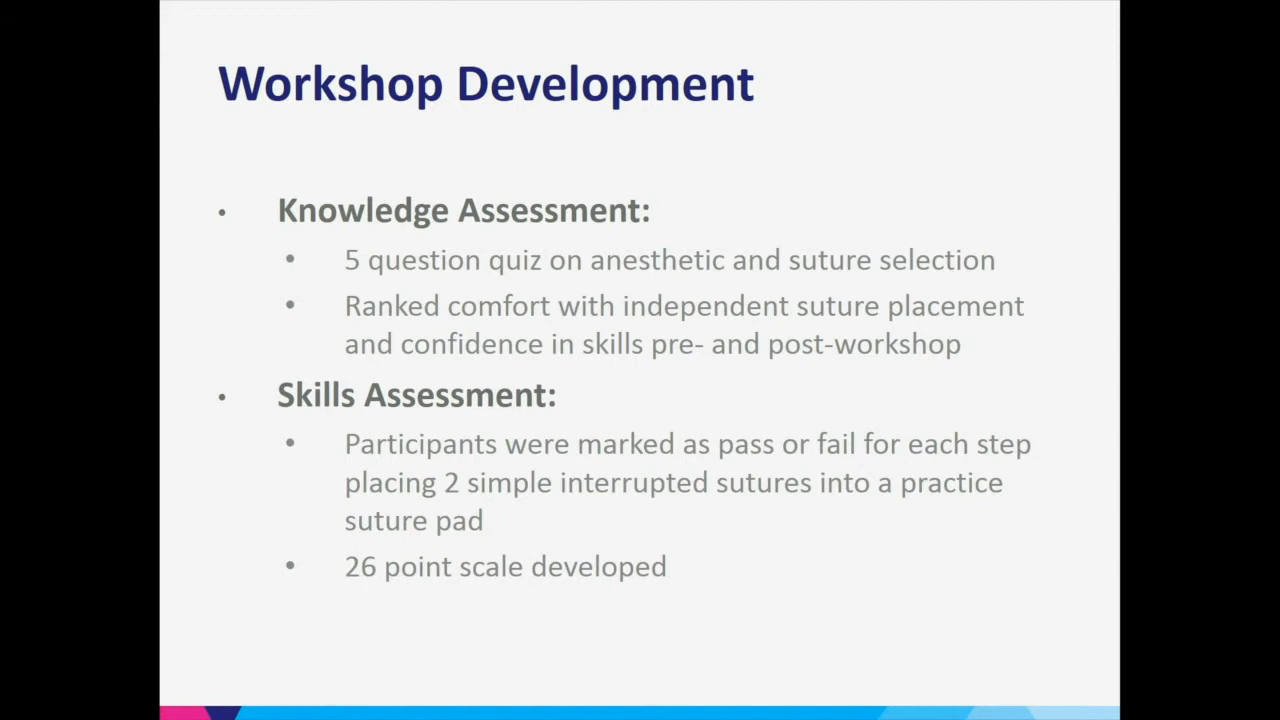 Workshop Development
• Knowledge Assessment:
• 5 question quiz on anesthetic and suture selection
• Ranked comfort with independent suture placement
and confidence in skills pre- and post-workshop
• Skills Assessment:
• Participants were marked as pass or fail for each step
placing 2 simple interrupted sutures into a practice
suture pad
• 26 point scale developed